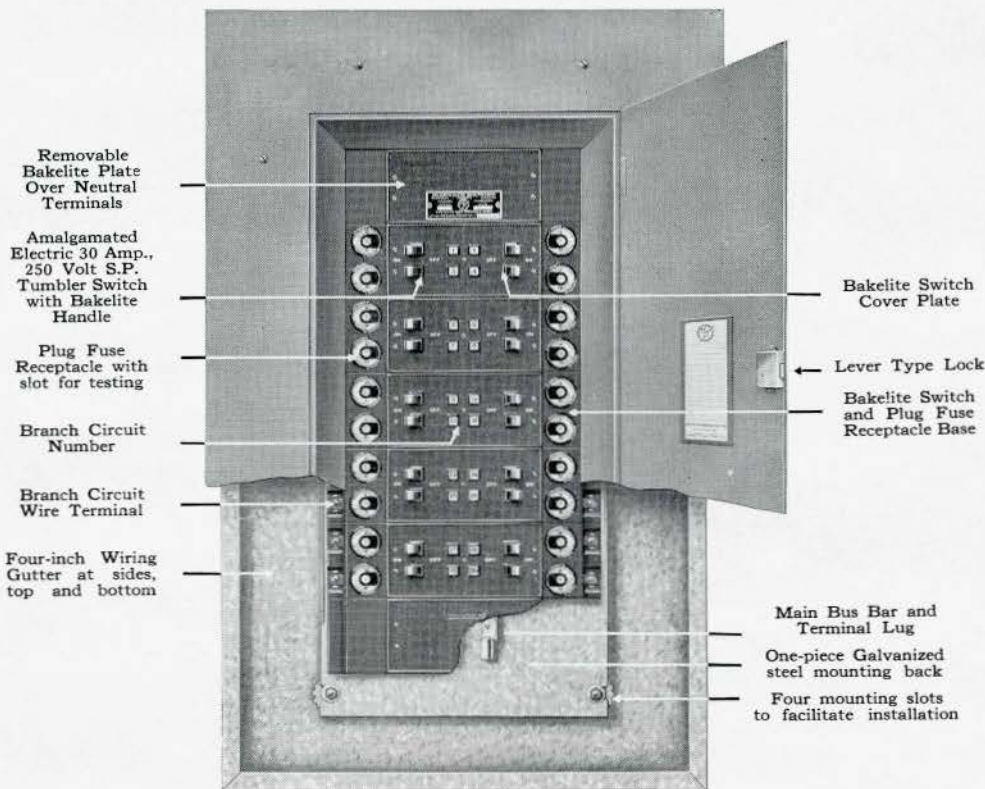 Removable
Bakelite Plate
Over Neutral
Terminals
Amalgamated
Electric 30 Amp.,
250 Volt S.P.
Tumbler Switch
with Bakelite
Handle
Plug Fuse
Receptacle with
slot for testing
Branch Circuit
Number
Branch Circuit
Wire Terminal
Four-inch Wiring
Gutter at sides,
top and bottom
Bakelite Switch
Cover Plate
Lever Type Lock
Bakelite Switch
and Plug Fuse
Receptacle Base
Main Bus Bar and
Terminal Lug
One-piece Galvanized
steel mounting back
Four mounting slots
to facilitate installation